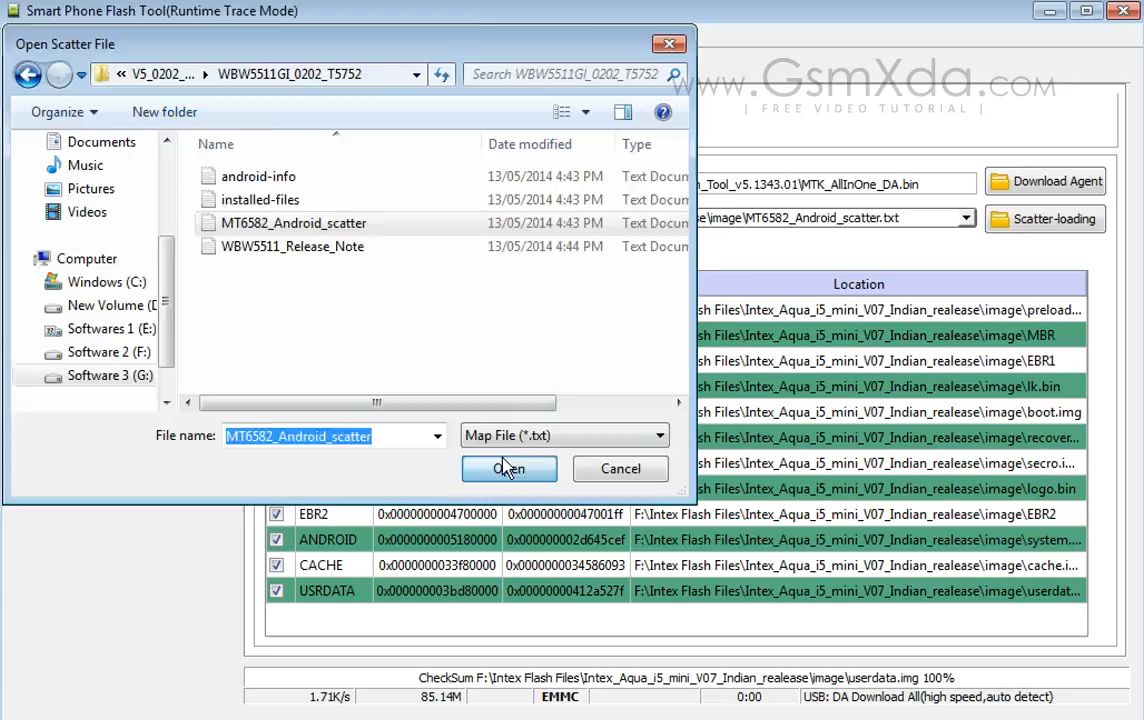 Smart Phone Flash Tool(Runtime Trace Mode)
Open Scatter File
« V5_0202_... WBW5511GI_0202_T5752
Search WBW5511GI_0202_T5752
www.GsmXda.com
| FREE VIDEO TUTORIAL |
Organize New folder
Documents
Music
Pictures
Videos
Computer
Windows (C:)
New Volume (D
Softwares 1 (E:)
Software 2 (F:)
Software 3 (G:)
Name Date modified Type
android-info 13/05/2014 4:43 PM Text Docum
installed-files 13/05/2014 4:43 PM Text Docum
MT6582_Android_scatter 13/05/2014 4:43 PM Text Docum
WBW5511_Release_Note 13/05/2014 4:44 PM Text Docum
File name: MT6582_Android_scatter Map File (*.txt)
Open Cancel
_Tool_v5.1343.01\MTK_AllInOne_DA.bin Download Agent
se\image\MT6582_Android_scatter.txt Scatter-loading
Location
sh Files\Intex_Aqua_i5_mini_V07_Indian_realease\image\preload...
sh Files\Intex_Aqua_i5_mini_V07_Indian_realease\image\MBR
sh Files\Intex_Aqua_i5_mini_V07_Indian_realease\image\EBR1
sh Files\Intex_Aqua_i5_mini_V07_Indian_realease\image\lk.bin
sh Files\Intex_Aqua_i5_mini_V07_Indian_realease\image\boot.img
sh Files\Intex_Aqua_i5_mini_V07_Indian_realease\image\recover...
sh Files\Intex_Aqua_i5_mini_V07_Indian_realease\image\secro.i...
sh Files\Intex_Aqua_i5_mini_V07_Indian_realease\image\logo.bin
EBR2 0x0000000004700000 0x00000000047001ff F:\Intex Flash Files\Intex_Aqua_i5_mini_V07_Indian_realease\image\EBR2
ANDROID 0x0000000005180000 0x000000002d645cef F:\Intex Flash Files\Intex_Aqua_i5_mini_V07_Indian_realease\image\system....
CACHE 0x0000000033f80000 0x0000000034586093 F:\Intex Flash Files\Intex_Aqua_i5_mini_V07_Indian_realease\image\cache.i...
USRDATA 0x000000003bd80000 0x00000000412a527f F:\Intex Flash Files\Intex_Aqua_i5_mini_V07_Indian_realease\image\userdat...
CheckSum F:\Intex Flash Files\Intex_Aqua_i5_mini_V07_Indian_realease\image\userdata.img 100%
1.71K/s 85.14M EMMC 0:00 USB: DA Download All(high speed,auto detect)